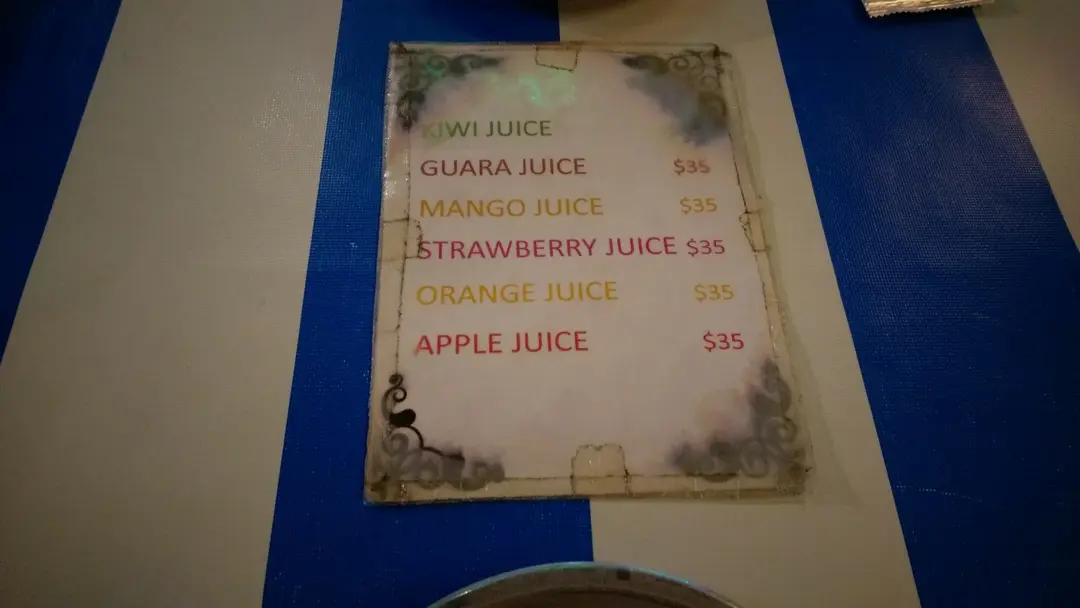 KIWI JUICE
GUARA JUICE $35
MANGO JUICE $35
STRAWBERRY JUICE $35
ORANGE JUICE $35
APPLE JUICE $35